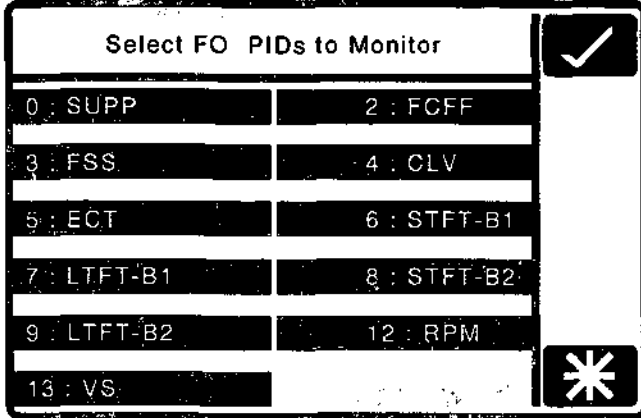 Select FO PIDs to Monitor
0 : SUPP 2 : FCFF
3 : FSS 4 : CLV
5 : ECT 6 : STFT-B1
7 : LTFT-B1 8 : STFT-B2
9 : LTFT-B2 12 : RPM
13 : VS